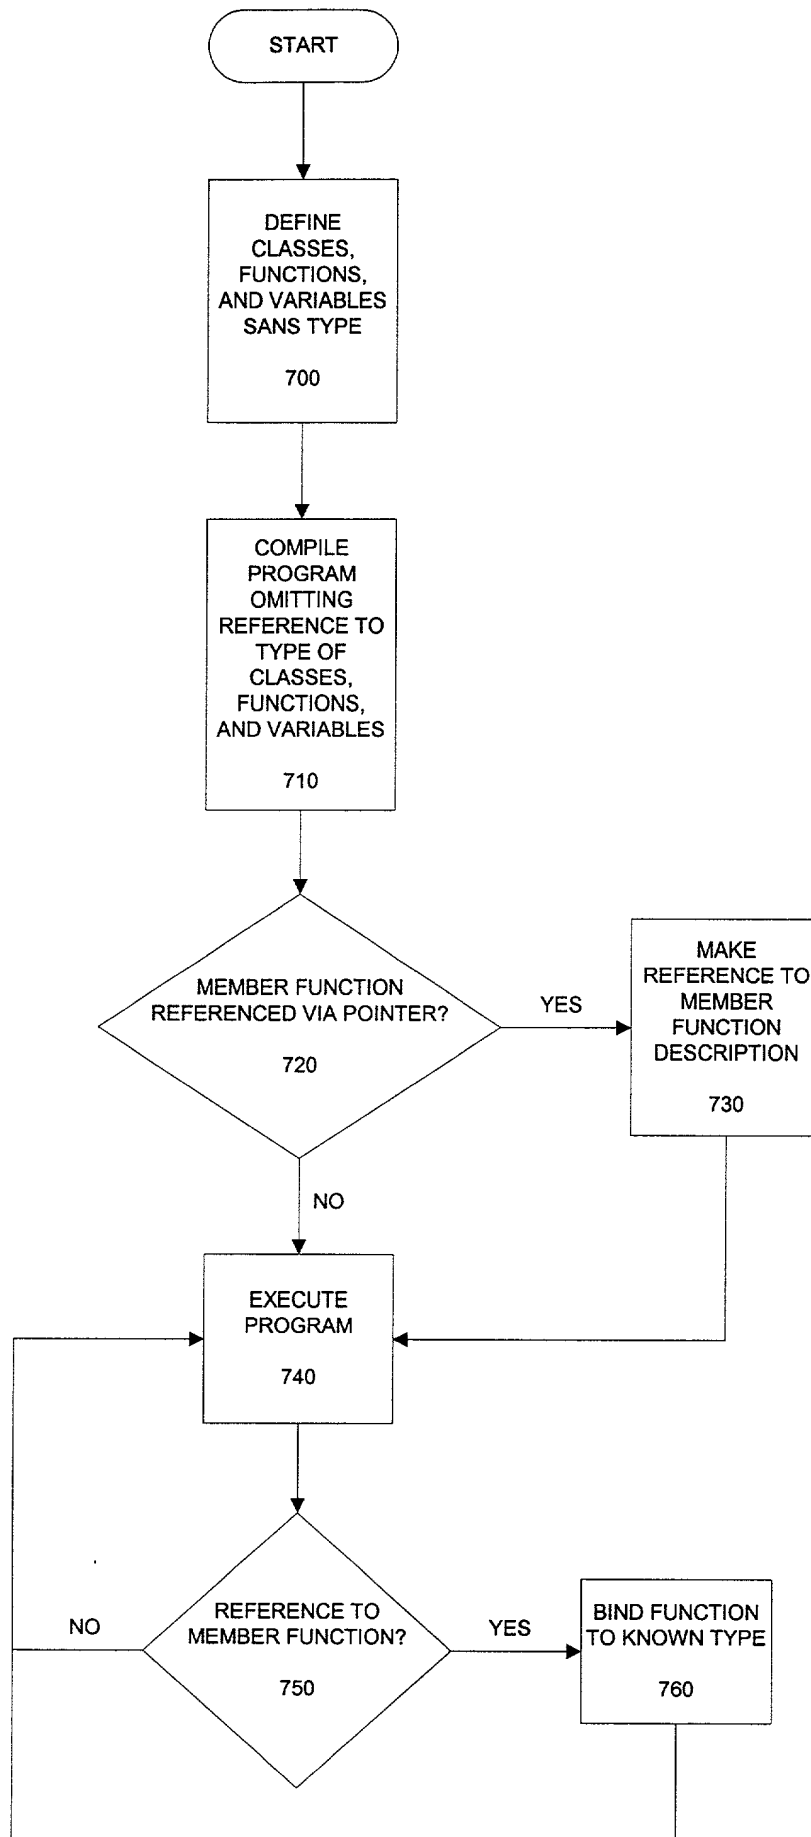 START
DEFINE
CLASSES,
FUNCTIONS,
AND VARIABLES
SANS TYPE
700
COMPILE
PROGRAM
OMITTING
REFERENCE TO
TYPE OF
CLASSES,
FUNCTIONS,
AND VARIABLES
710
MEMBER FUNCTION
REFERENCED VIA POINTER?
720
YES
MAKE
REFERENCE TO
MEMBER
FUNCTION
DESCRIPTION
730
NO
EXECUTE
PROGRAM
740
NO
REFERENCE TO
MEMBER FUNCTION?
750
YES
BIND FUNCTION
TO KNOWN TYPE
760